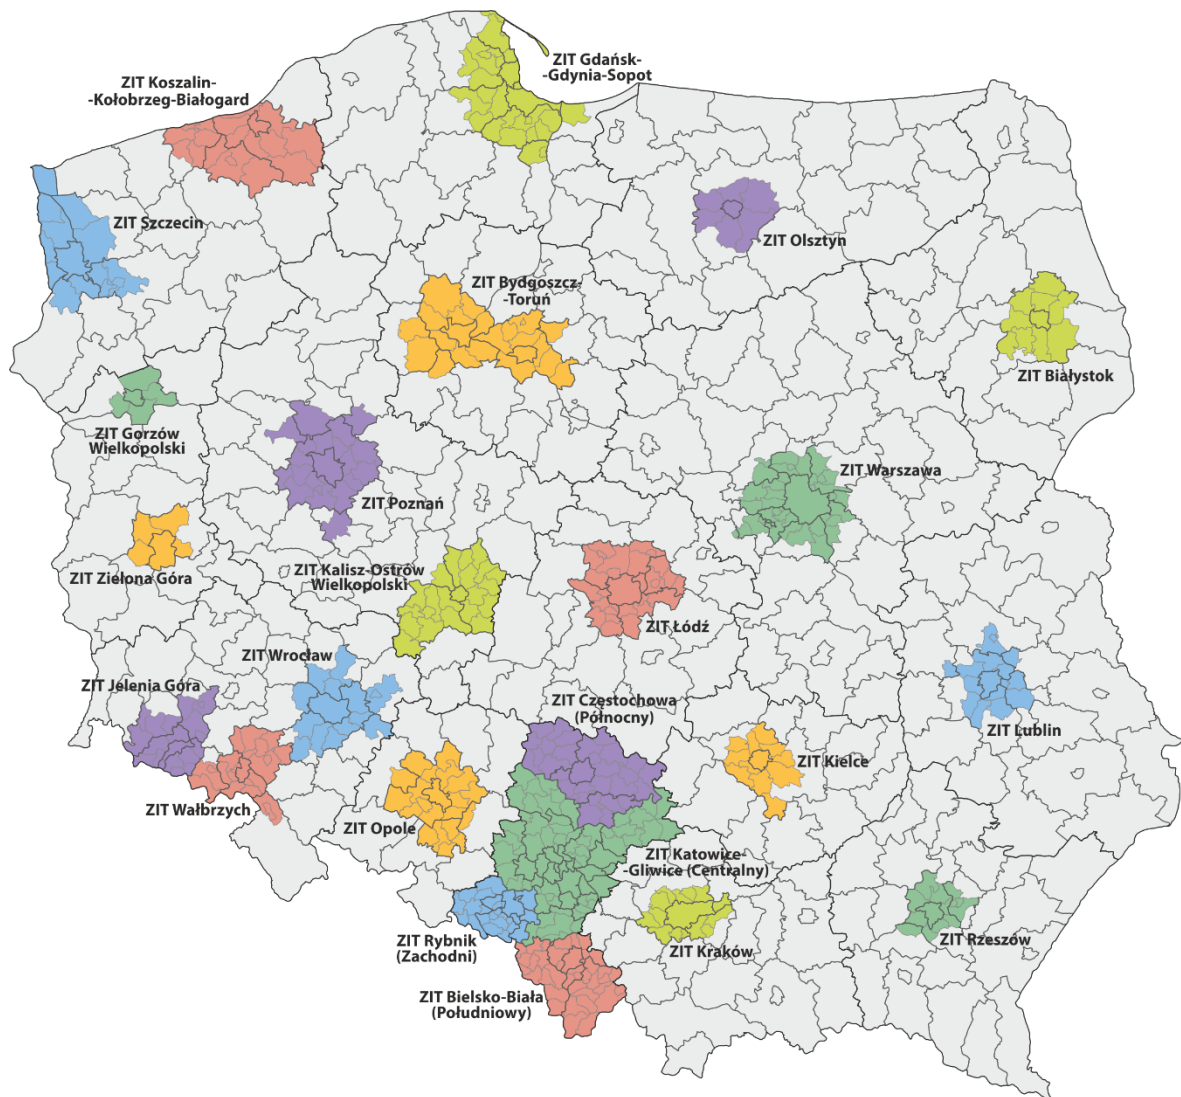 ZIT Gdańsk-
-Gdynia-Sopot
ZIT Koszalin-
-Kołobrzeg-Białogard
ZIT Szczecin
ZIT Olsztyn
ZIT Bydgoszcz-
-Toruń
ZIT Białystok
ZIT Gorzów
Wielkopolski
ZIT Warszawa
ZIT Poznań
ZIT Zielona Góra
ZIT Kalisz-Ostrów
Wielkopolski
ZIT Łódź
ZIT Wrocław
ZIT Jelenia Góra
ZIT Częstochowa
(Północny)
ZIT Lublin
ZIT Kielce
ZIT Wałbrzych
ZIT Opole
ZIT Katowice-
-Gliwice (Centralny)
ZIT Rybnik
(Zachodni)
ZIT Kraków
ZIT Rzeszów
ZIT Bielsko-Biała
(Południowy)